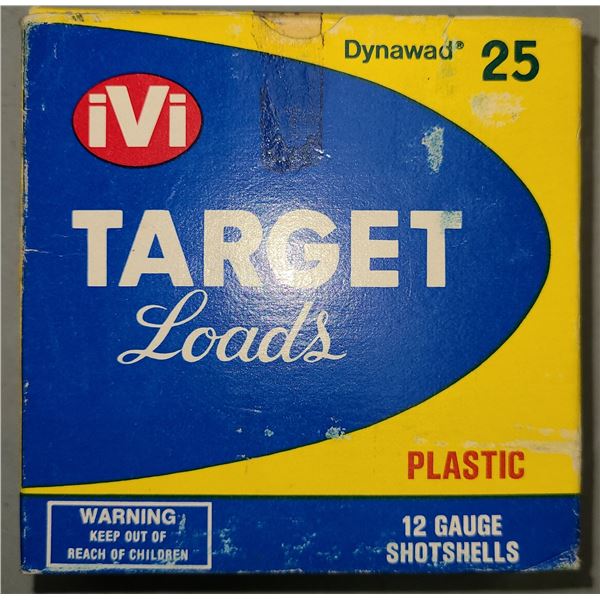 Dynawad® 25
iVi
TARGET
Loads
PLASTIC
WARNING
KEEP OUT OF
REACH OF CHILDREN
12 GAUGE
SHOTSHELLS